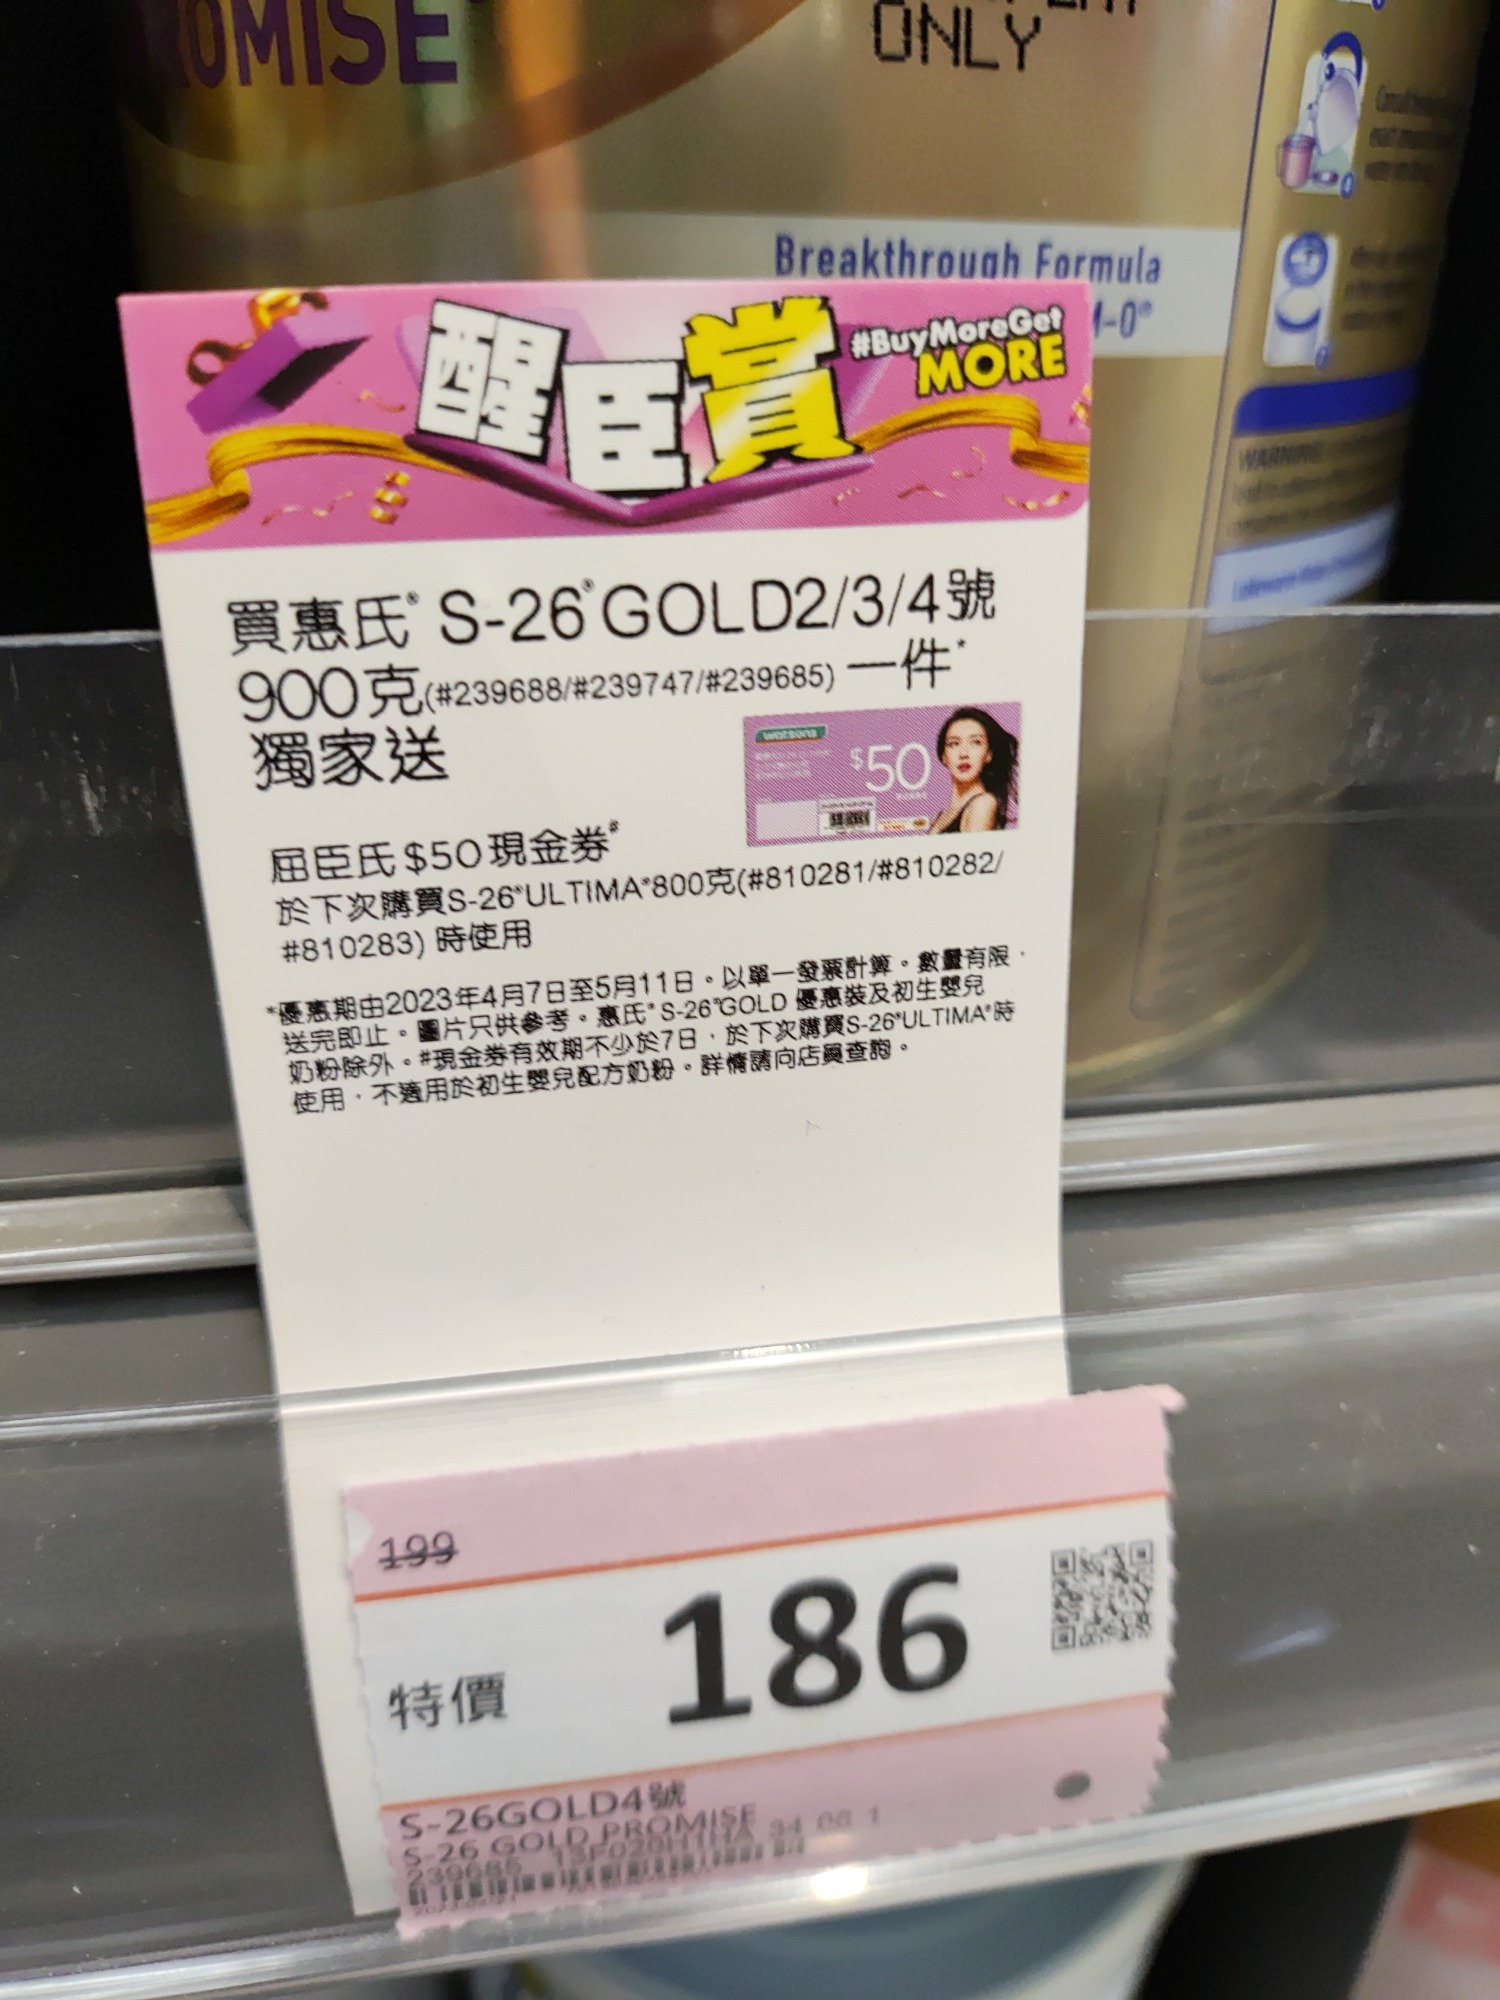 OMISE
ONLY
Breakthrough Formula
醒臣賞
#BuyMoreGet
MORE
買惠氏® S-26®GOLD2/3/4號
900克(#239688/#239747/#239685) 一件*
獨家送
watsons
$50
屈臣氏$50現金券#
於下次購買S-26®ULTIMA®800克(#810281/#810282/
#810283) 時使用
*優惠期由2023年4月7日至5月11日。以單一發票計算。數量有限，
送完即止。圖片只供參考。惠氏® S-26®GOLD 優惠裝及初生嬰兒
奶粉除外。#現金券有效期不少於7日，於下次購買S-26®ULTIMA®時
使用，不適用於初生嬰兒配方奶粉。詳情請向店員查詢。
199
186
特價
S-26GOLD4號
S-26 GOLD PROMISE
239685
WARNING